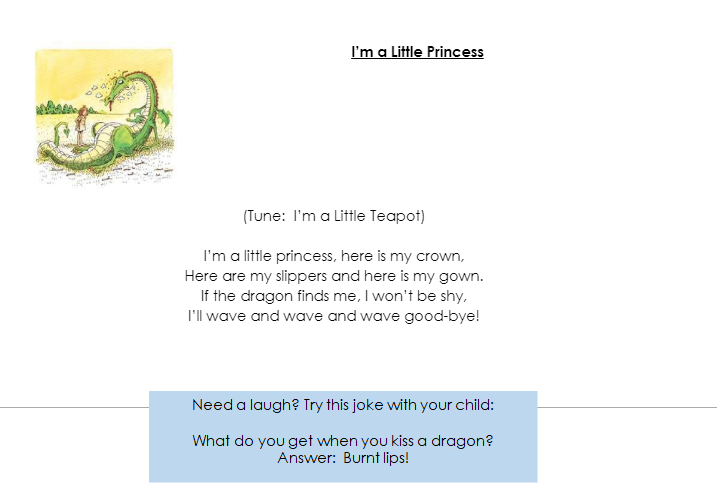 I'm a Little Princess
(Tune:  I'm a Little Teapot)
I'm a little princess, here is my crown,
Here are my slippers and here is my gown.
If the dragon finds me, I won't be shy,
I'll wave and wave and wave good-bye!
Need a laugh? Try this joke with your child:
What do you get when you kiss a dragon?
Answer:  Burnt lips!